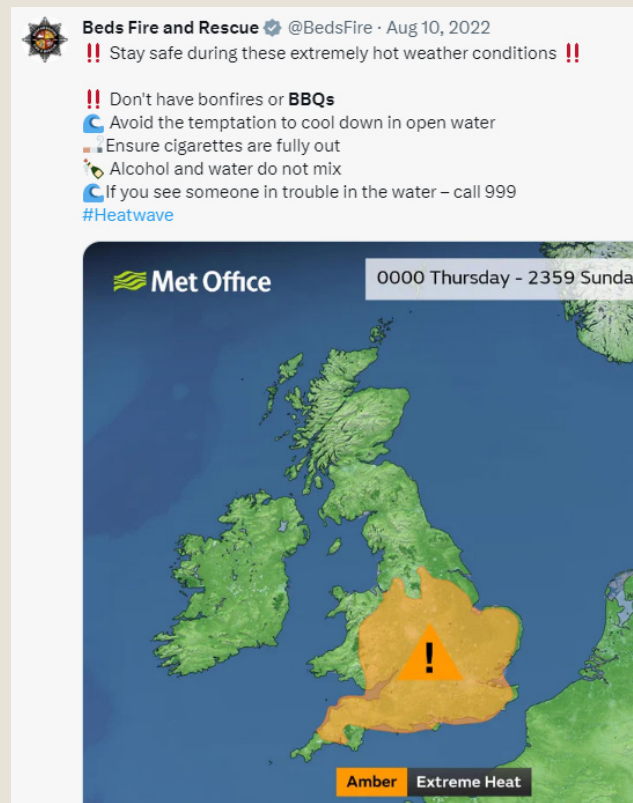 Beds Fire and Rescue @BedsFire · Aug 10, 2022
‼ Stay safe during these extremely hot weather conditions ‼
‼ Don't have bonfires or BBQs
🌊 Avoid the temptation to cool down in open water
🚬Ensure cigarettes are fully out
🍾 Alcohol and water do not mix
🌊If you see someone in trouble in the water – call 999
#Heatwave
Met Office
0000 Thursday - 2359 Sunda
!
Amber Extreme Heat